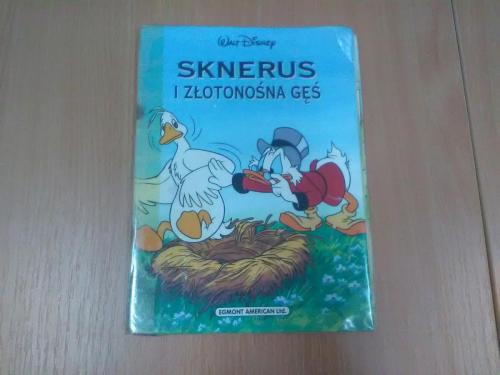 WALT DISNEY
SKNERUS
I ZŁOTONOŚNA GĘŚ
EGMONT AMERICAN Ltd.